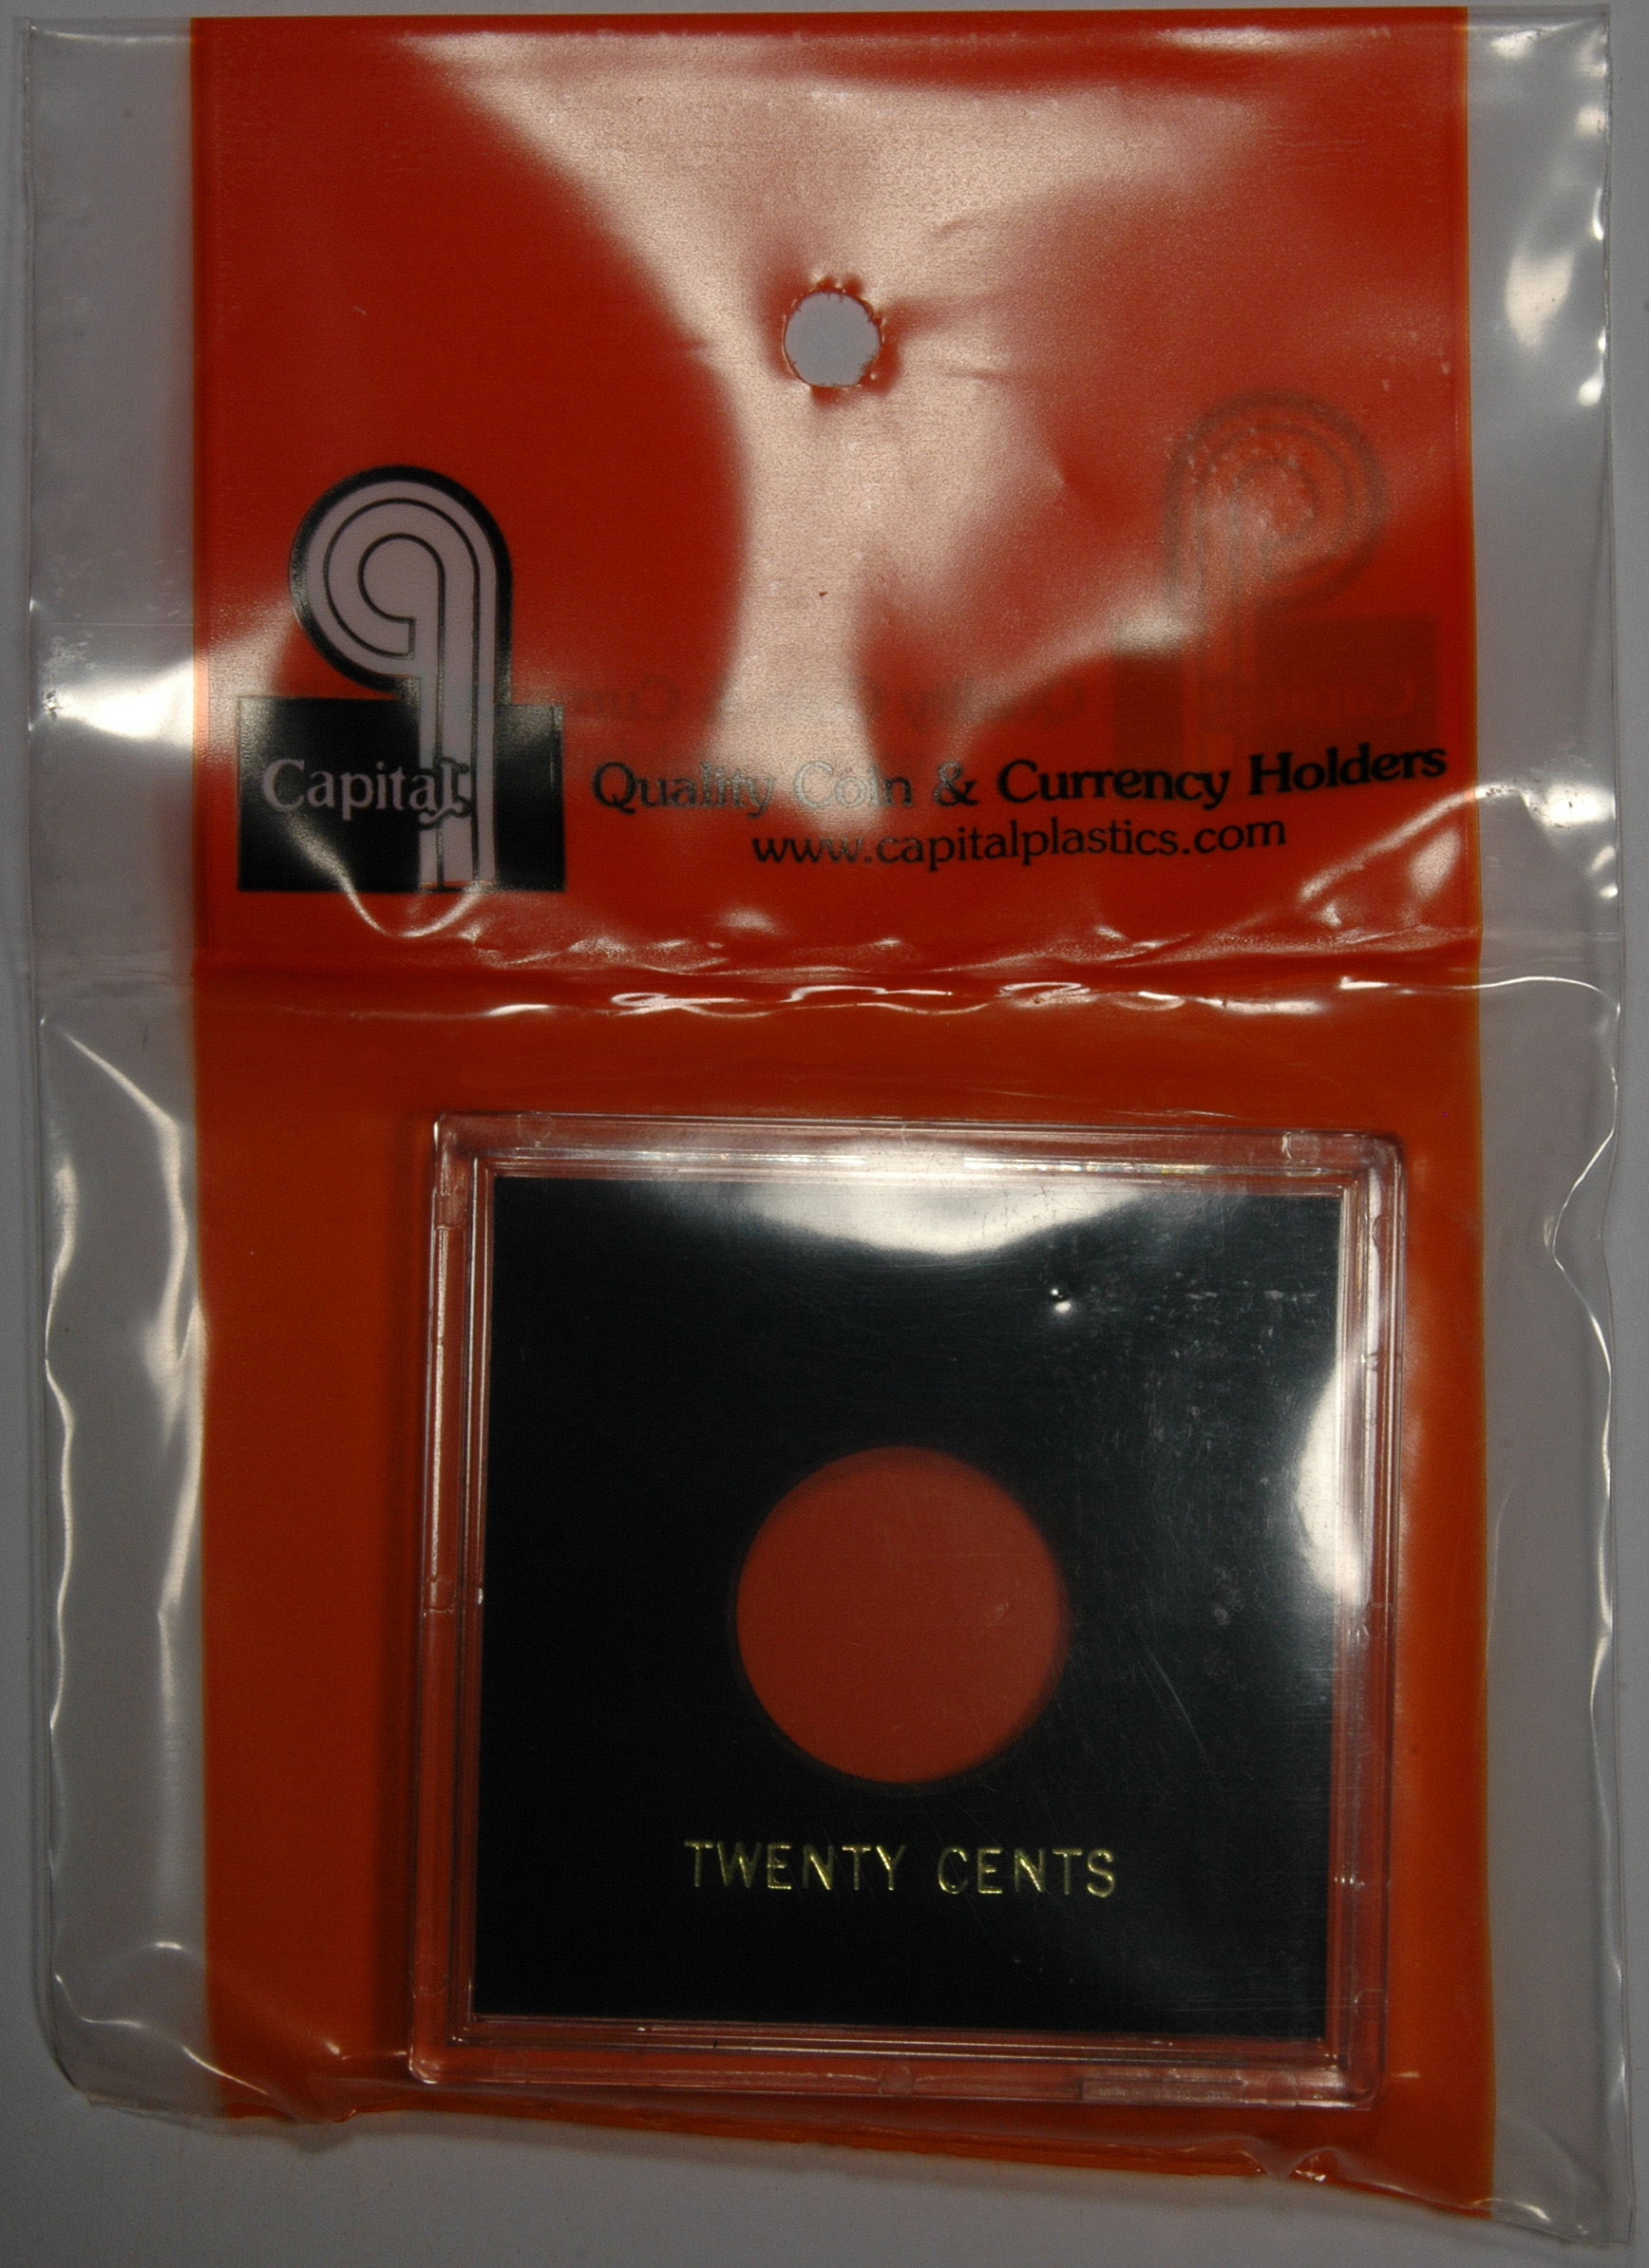 Capital
Quality Coin & Currency Holders
www.capitalplastics.com
TWENTY CENTS